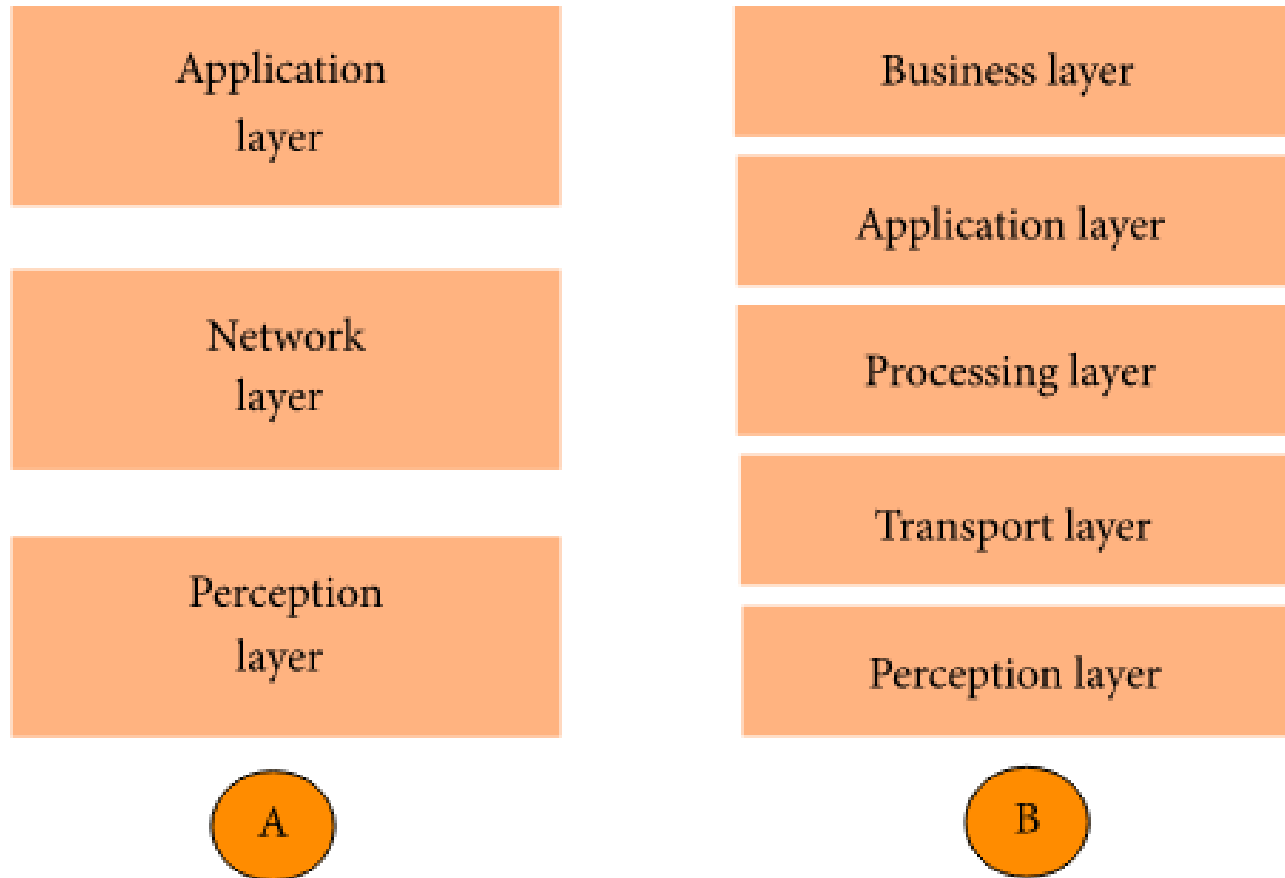 Application
layer
Network
layer
Perception
layer
A
Business layer
Application layer
Processing layer
Transport layer
Perception layer
B